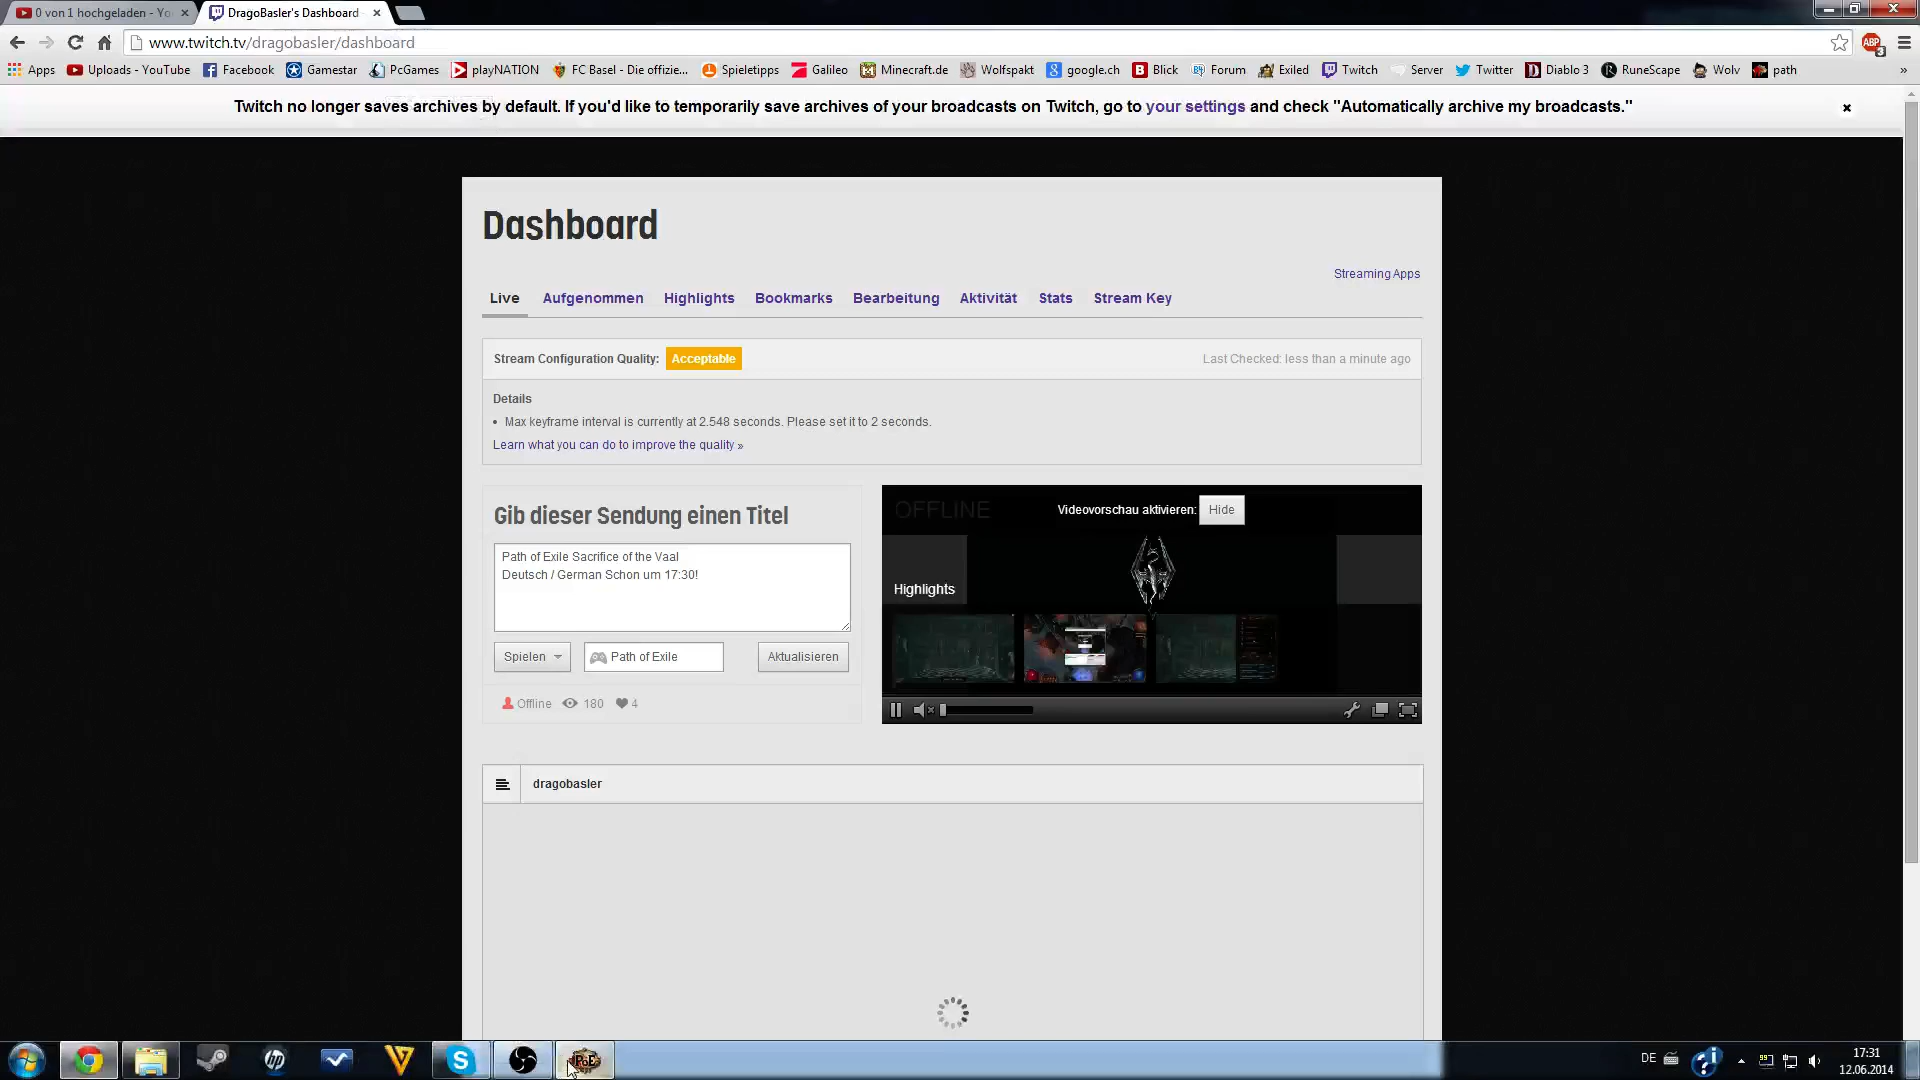 0 von 1 hochgeladen - Yo
DragoBasler's Dashboard
www.twitch.tv/dragobasler/dashboard
ABP
3
Apps
Uploads - YouTube
Facebook
Gamestar
PcGames
playNATION
FC Basel - Die offizie...
Spieletipps
Galileo
Minecraft.de
Wolfspakt
google.ch
Blick
Forum
Exiled
Twitch
Server
Twitter
Diablo 3
RuneScape
Wolv
path
»
Twitch no longer saves archives by default. If you'd like to temporarily save archives of your broadcasts on Twitch, go to your settings and check "Automatically archive my broadcasts."
Dashboard
Streaming Apps
Live
Aufgenommen
Highlights
Bookmarks
Bearbeitung
Aktivität
Stats
Stream Key
Stream Configuration Quality: Acceptable
Last Checked: less than a minute ago
Details
• Max keyframe interval is currently at 2.548 seconds. Please set it to 2 seconds.
Learn what you can do to improve the quality »
Gib dieser Sendung einen Titel
Path of Exile Sacrifice of the Vaal
Deutsch / German Schon um 17:30!
Spielen
Path of Exile
Aktualisieren
Offline
180
4
OFFLINE
Videovorschau aktivieren:
Hide
Highlights
dragobasler
PoE
DE
99
17:31
12.06.2014